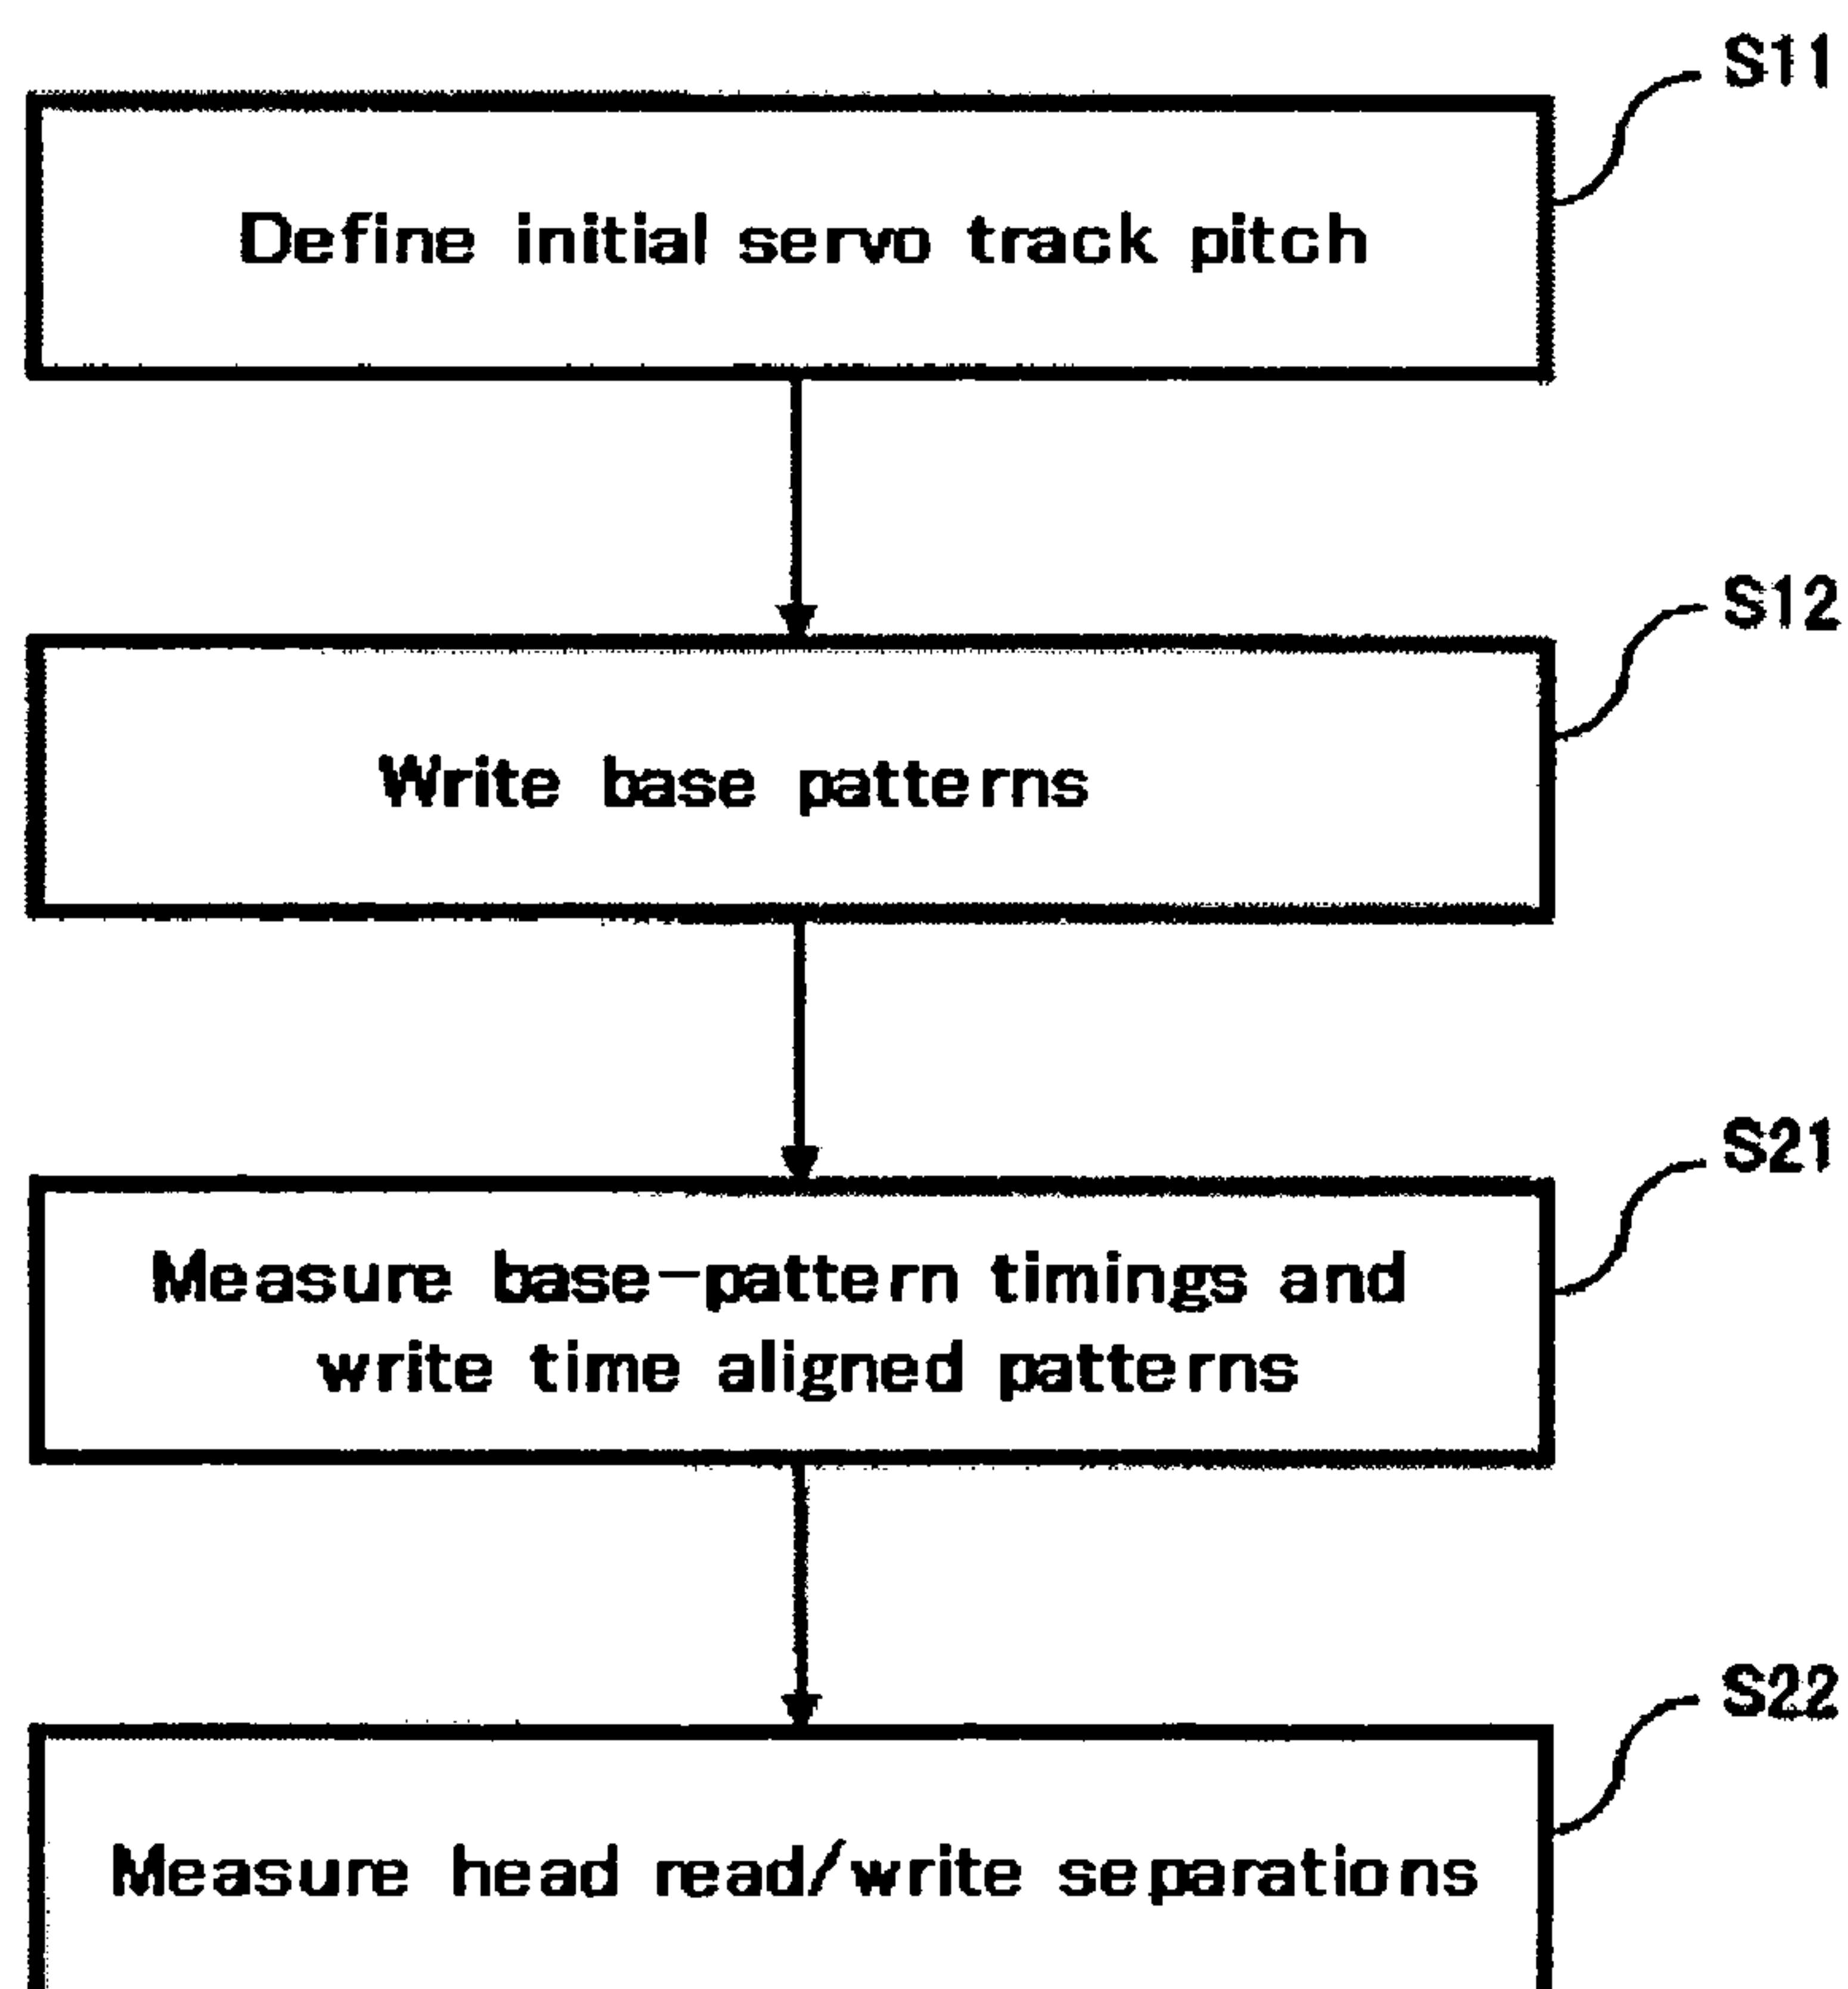 S11
Define initial servo track pitch
S12
Write base patterns
S21
Measure base-pattern timings and
write time aligned patterns
S22
Measure head read/write separations